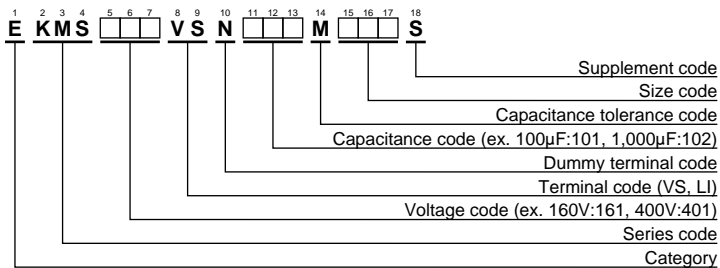 1 2 3 4 5 6 7 8 9 10 11 12 13 14 15 16 17 18
E KMS VS N M S
Supplement code
Size code
Capacitance tolerance code
Capacitance code (ex. 100µF:101, 1,000µF:102)
Dummy terminal code
Terminal code (VS, LI)
Voltage code (ex. 160V:161, 400V:401)
Series code
Category